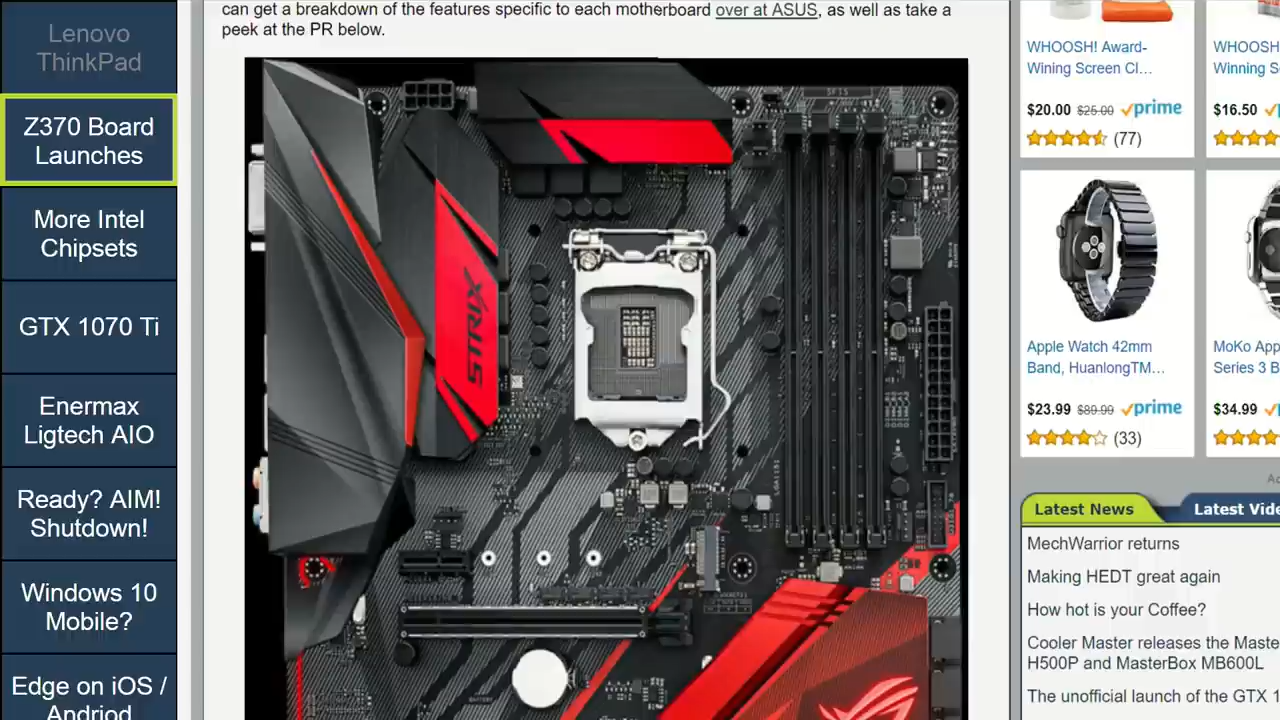 Lenovo
ThinkPad
Z370 Board
Launches
More Intel
Chipsets
GTX 1070 Ti
Enermax
Ligtech AIO
Ready? AIM!
Shutdown!
Windows 10
Mobile?
Edge on iOS /
Andriod
can get a breakdown of the features specific to each motherboard over at ASUS, as well as take a
peek at the PR below.
STRIX
WHOOSH! Award-
Wining Screen Cl…
$20.00 $25.00 prime
(77)
WHOOSH
Winning S
$16.50
Apple Watch 42mm
Band, HuanlongTM…
$23.99 $89.99 prime
(33)
MoKo App
Series 3 B
$34.99
Latest News
Latest Vide
MechWarrior returns
Making HEDT great again
How hot is your Coffee?
Cooler Master releases the Maste
H500P and MasterBox MB600L
The unofficial launch of the GTX 1